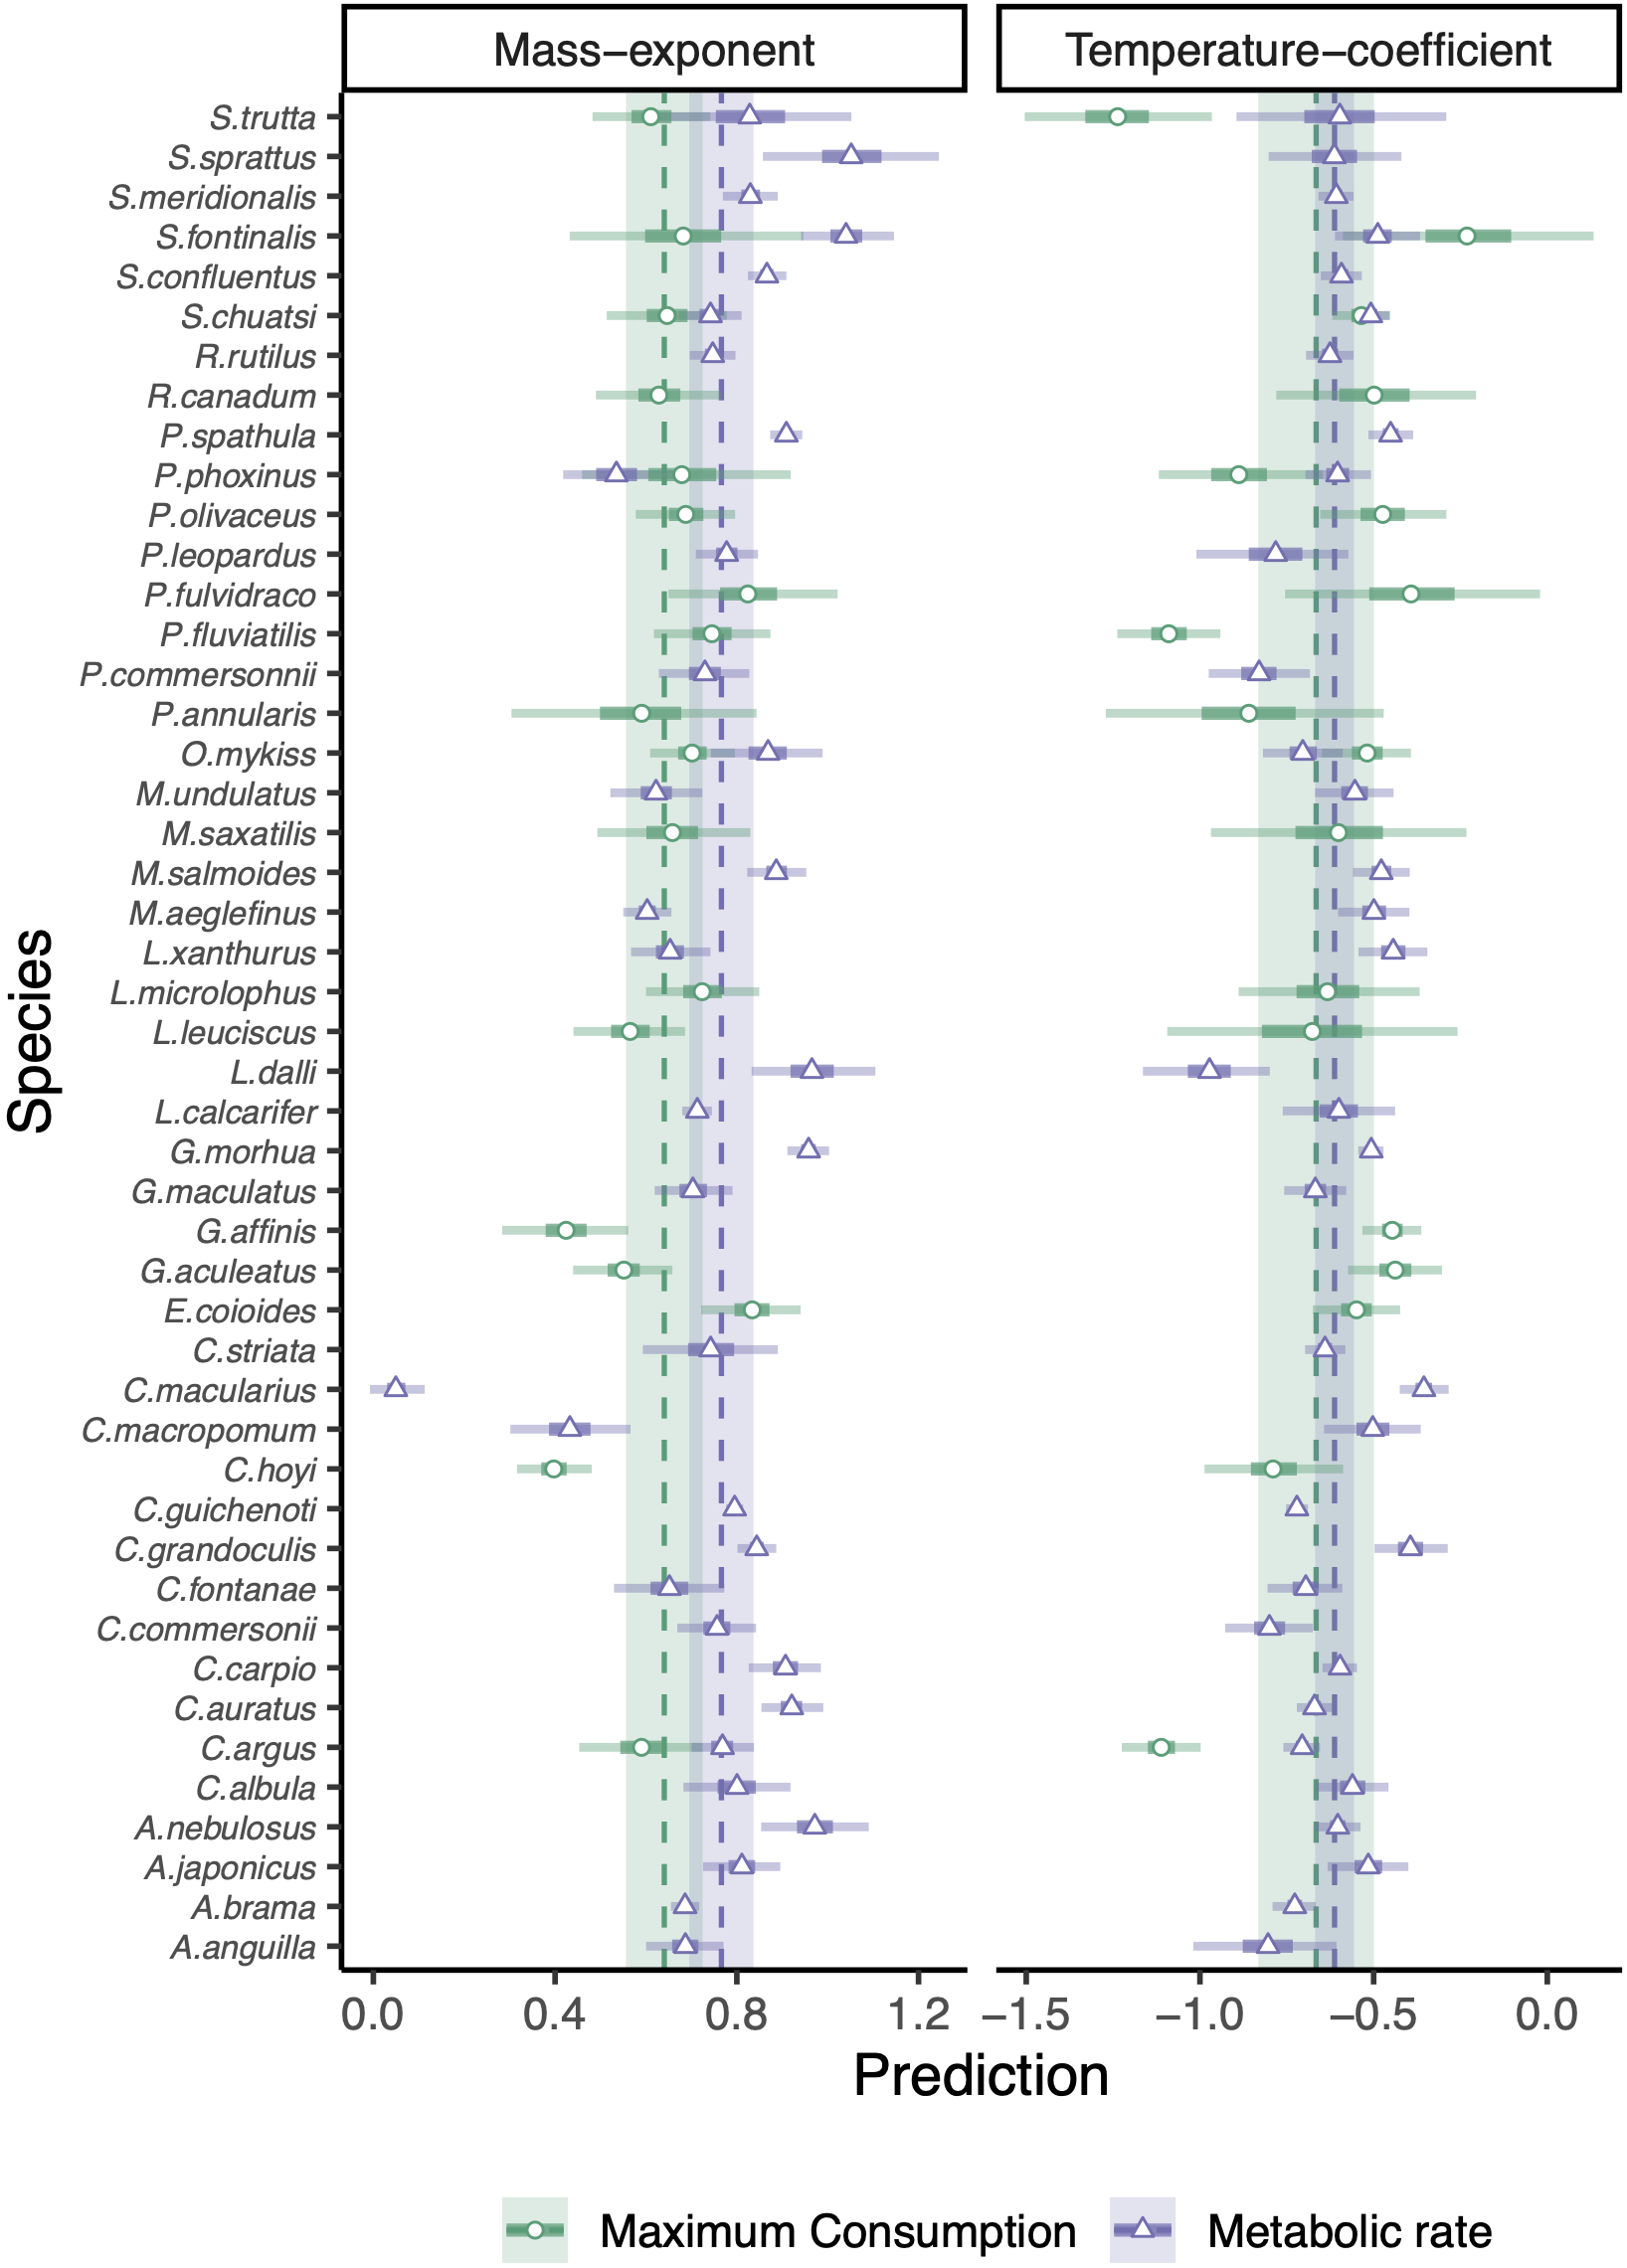 Mass−exponent
Temperature−coefficient
S.trutta
S.sprattus
S.meridionalis
S.fontinalis
S.confluentus
S.chuatsi
R.rutilus
R.canadum
P.spathula
P.phoxinus
P.olivaceus
P.leopardus
P.fulvidraco
P.fluviatilis
P.commersonnii
P.annularis
O.mykiss
M.undulatus
M.saxatilis
M.salmoides
M.aeglefinus
L.xanthurus
L.microlophus
L.leuciscus
L.dalli
L.calcarifer
G.morhua
G.maculatus
G.affinis
G.aculeatus
E.coioides
C.striata
C.macularius
C.macropomum
C.hoyi
C.guichenoti
C.grandoculis
C.fontanae
C.commersonii
C.carpio
C.auratus
C.argus
C.albula
A.nebulosus
A.japonicus
A.brama
A.anguilla
Species
0.0 0.4 0.8 1.2 −1.5 −1.0 −0.5 0.0
Prediction
Maximum Consumption Metabolic rate